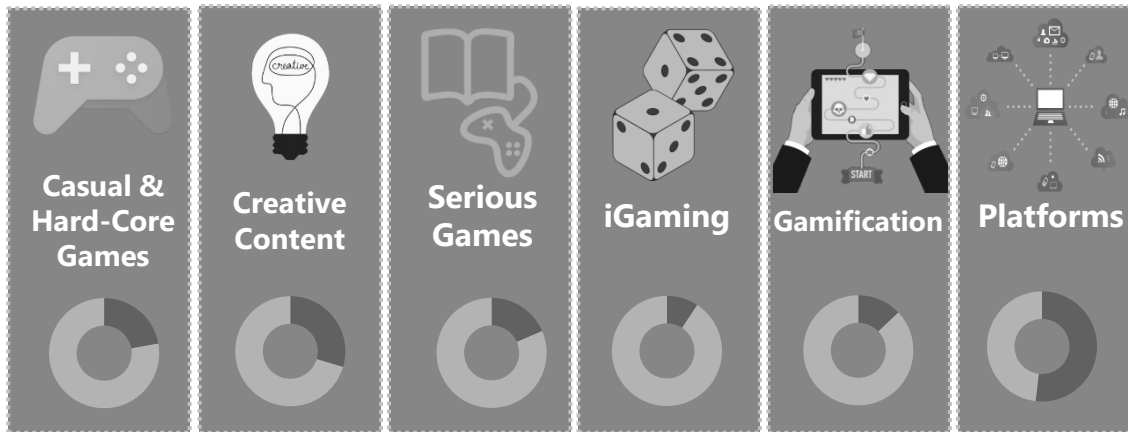 creative
START
Casual &
Hard-Core
Games
Creative
Content
Serious
Games
iGaming
Gamification
Platforms